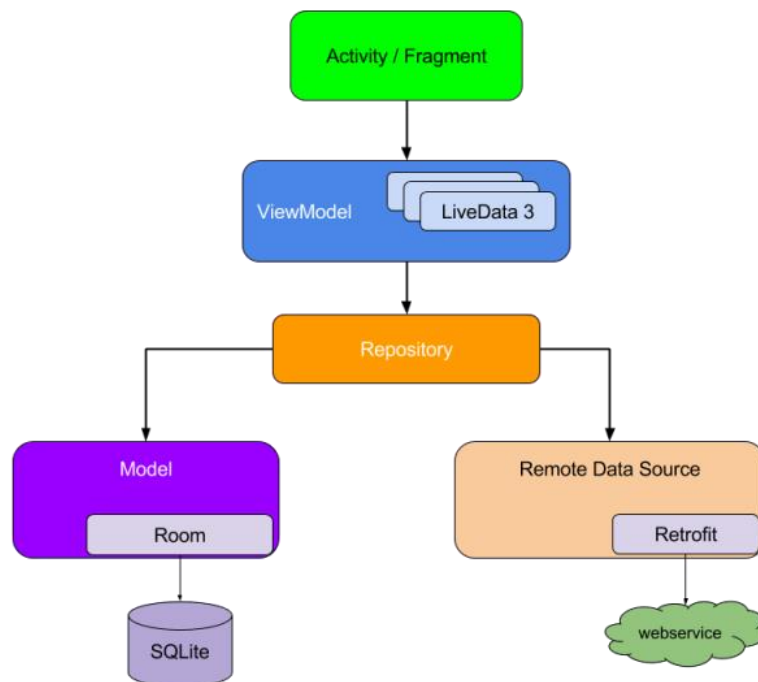 Activity / Fragment
ViewModel
LiveData 3
Repository
Model
Remote Data Source
Room
Retrofit
SQLite
webservice